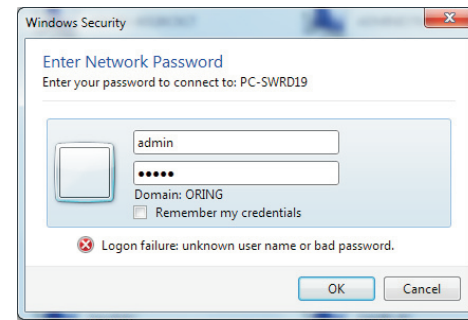 Windows Security
Enter Network Password
Enter your password to connect to: PC-SWRD19
admin
●●●●●
Domain: ORING
Remember my credentials
Logon failure: unknown user name or bad password.
OK Cancel